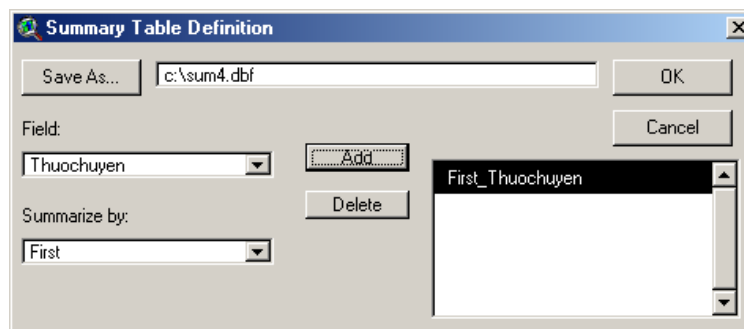 Summary Table Definition
Save As...
c:\sum4.dbf
OK
Cancel
Field:
Thuochuyen
Add
Delete
First_Thuochuyen
Summarize by:
First